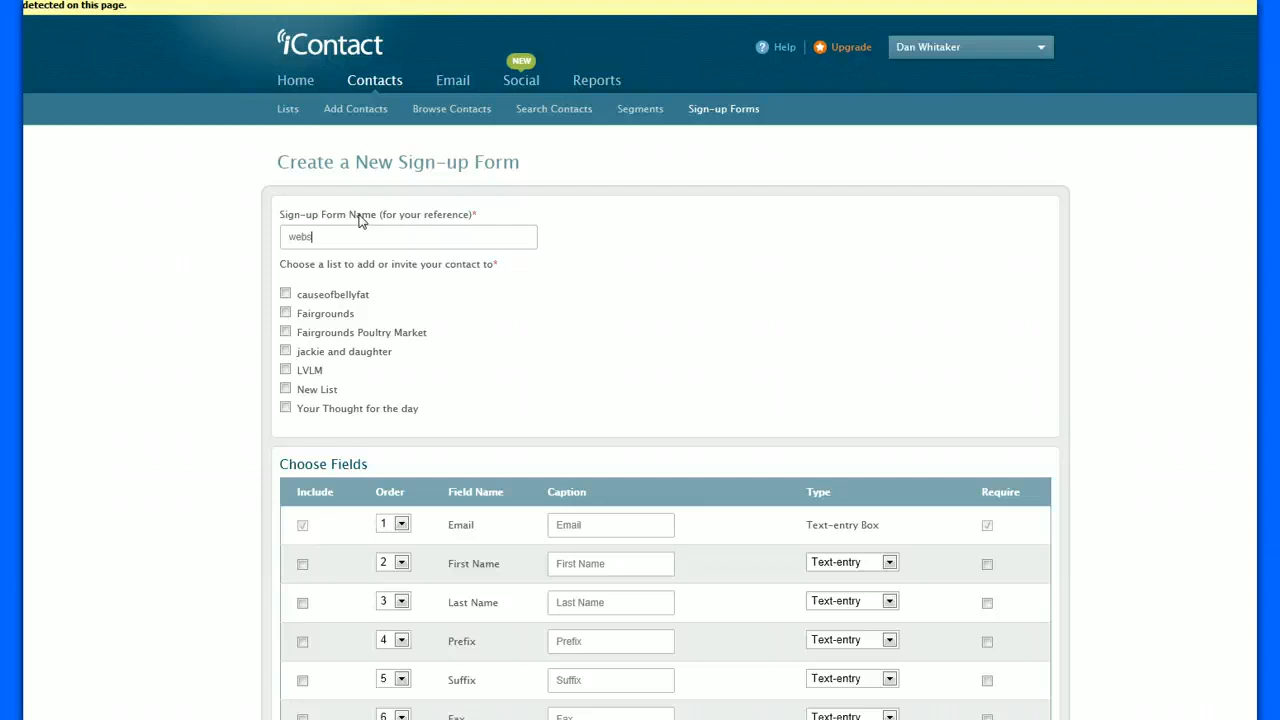 detected on this page.
iContact
Help Upgrade Dan Whitaker
NEW
Home Contacts Email Social Reports
Lists Add Contacts Browse Contacts Search Contacts Segments Sign-up Forms
Create a New Sign-up Form
Sign-up Form Name (for your reference)*
webs
Choose a list to add or invite your contact to*
causeofbellyfat
Fairgrounds
Fairgrounds Poultry Market
jackie and daughter
LVLM
New List
Your Thought for the day
Choose Fields
Include Order Field Name Caption Type Require
1 Email Email Text-entry Box
2 First Name First Name Text-entry
3 Last Name Last Name Text-entry
4 Prefix Prefix Text-entry
5 Suffix Suffix Text-entry
6 Fax Fax Text-entry